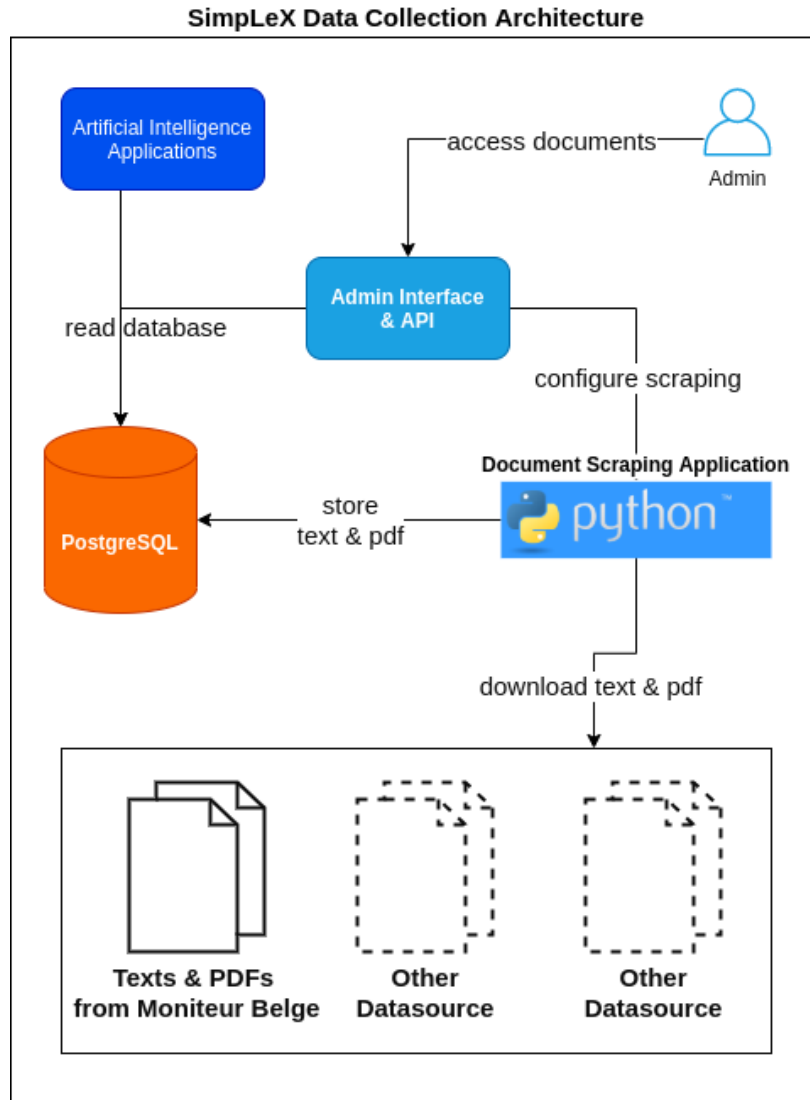 SimpLeX Data Collection Architecture
Artificial Intelligence
Applications
access documents
Admin
Admin Interface
& API
read database
configure scraping
Document Scraping Application
python™
store
text & pdf
PostgreSQL
download text & pdf
Texts & PDFs
from Moniteur Belge
Other
Datasource
Other
Datasource